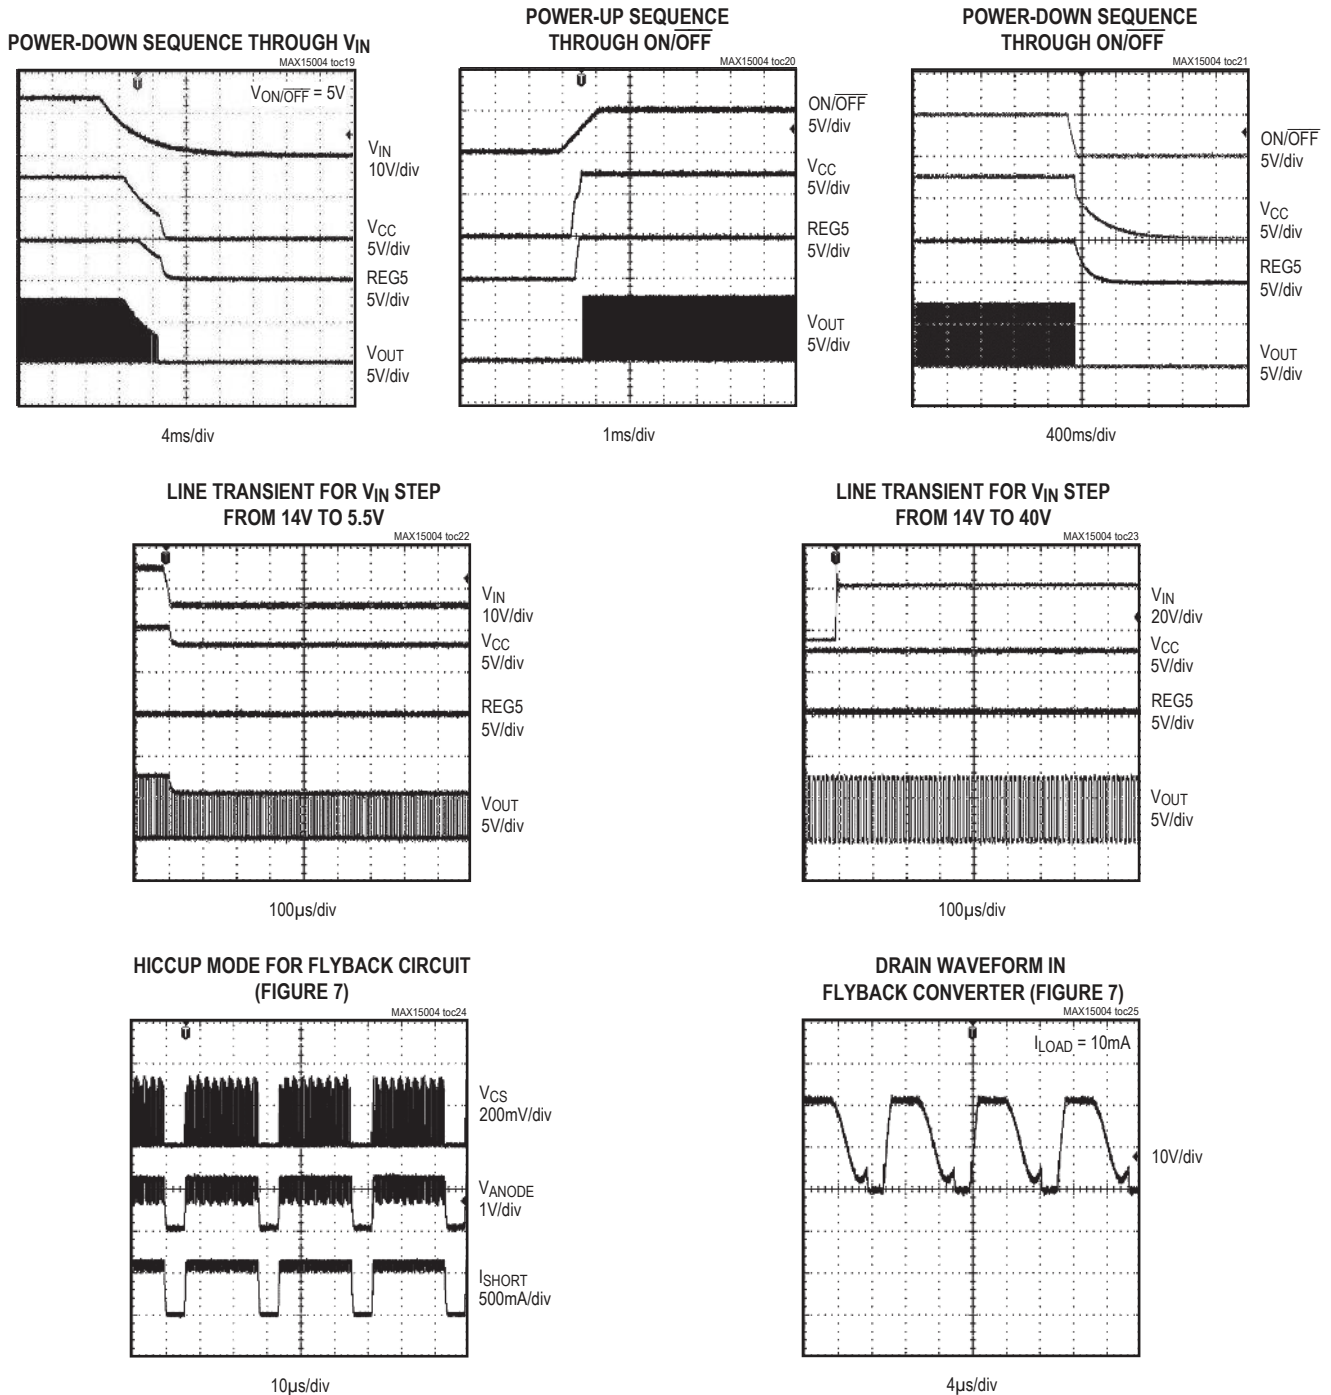 POWER-DOWN SEQUENCE THROUGH VIN
MAX15004 toc19
VON/OFF = 5V
VIN
10V/div
VCC
5V/div
REG5
5V/div
VOUT
5V/div
4ms/div
POWER-UP SEQUENCE
THROUGH ON/OFF
MAX15004 toc20
ON/OFF
5V/div
VCC
5V/div
REG5
5V/div
VOUT
5V/div
1ms/div
POWER-DOWN SEQUENCE
THROUGH ON/OFF
MAX15004 toc21
ON/OFF
5V/div
VCC
5V/div
REG5
5V/div
VOUT
5V/div
400ms/div
LINE TRANSIENT FOR VIN STEP
FROM 14V TO 5.5V
MAX15004 toc22
VIN
10V/div
VCC
5V/div
REG5
5V/div
VOUT
5V/div
100µs/div
LINE TRANSIENT FOR VIN STEP
FROM 14V TO 40V
MAX15004 toc23
VIN
20V/div
VCC
5V/div
REG5
5V/div
VOUT
5V/div
100µs/div
HICCUP MODE FOR FLYBACK CIRCUIT
(FIGURE 7)
MAX15004 toc24
VCS
200mV/div
VANODE
1V/div
ISHORT
500mA/div
10µs/div
DRAIN WAVEFORM IN
FLYBACK CONVERTER (FIGURE 7)
MAX15004 toc25
ILOAD = 10mA
10V/div
4µs/div